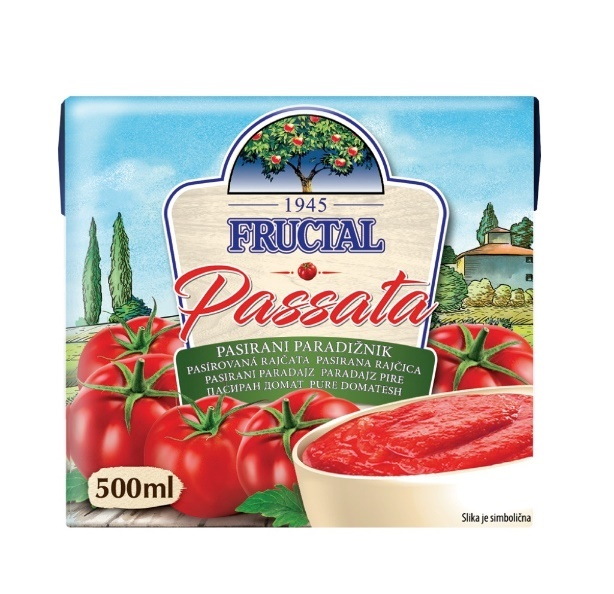 1945
FRUCTAL
Passata
PASIRANI PARADIŽNIK
PASÍROVANÁ RAJČATA PASIRANA RAJČICA
PASIRANI PARADAJZ PARADAJZ PIRE
ПАСИРАН ДОМАТ PURE DOMATESH
500ml
Slika je simbolična